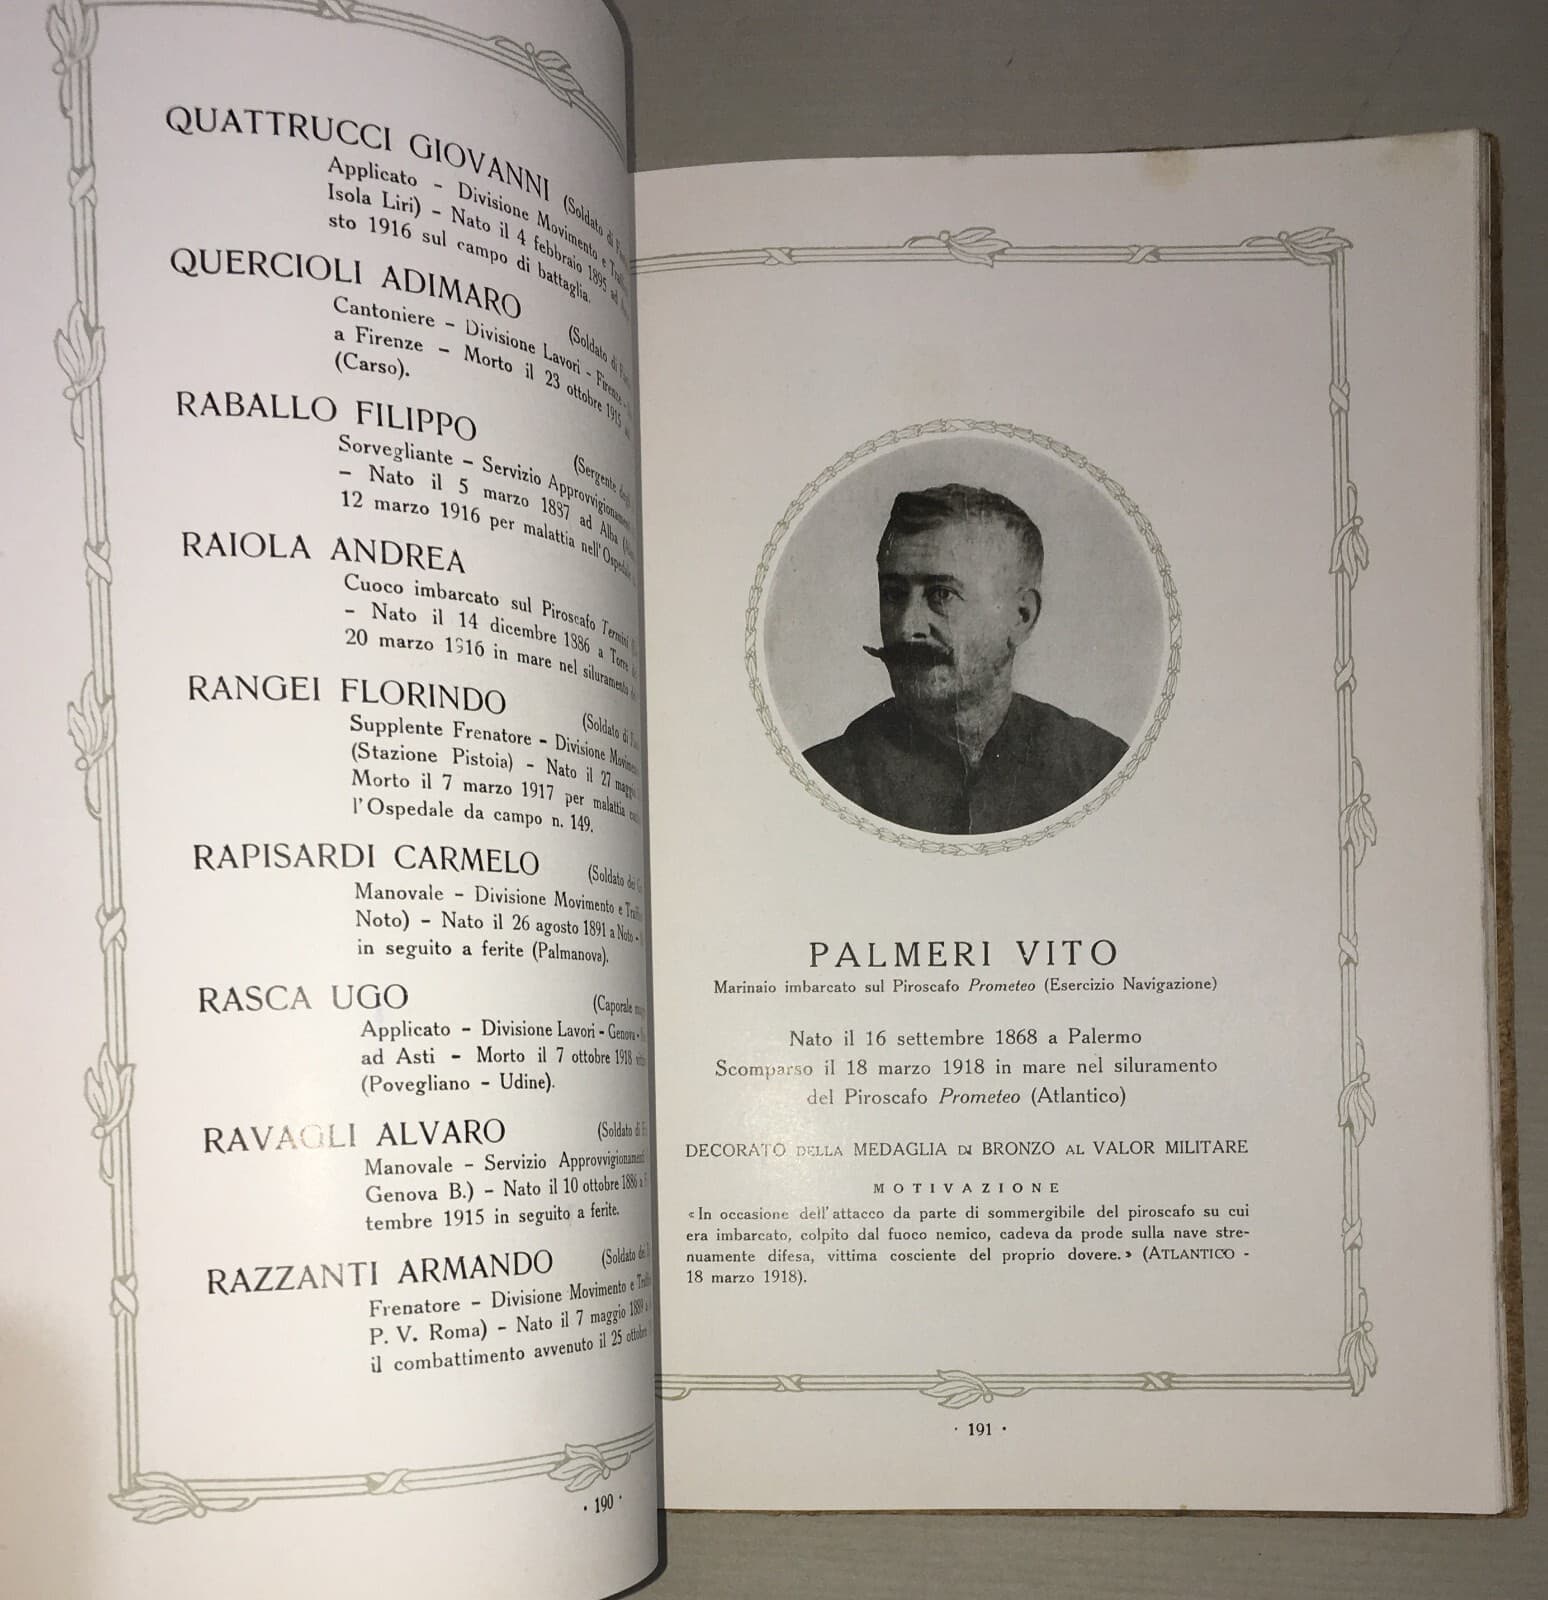 QUATTRUCCI GIOVANNI (Soldato di
Applicato – Divisione Movimento e
Isola Liri) – Nato il 4 febbraio 1895 ad
sto 1916 sul campo di battaglia.
QUERCIOLI ADIMARO (Soldato di
Cantoniere – Divisione Lavori – Firenze –
a Firenze – Morto il 23 ottobre 1915
(Carso).
RABALLO FILIPPO (Sergente degli
Sorvegliante – Servizio Approvvigionamenti
– Nato il 5 marzo 1887 ad Alba
12 marzo 1916 per malattia nell'Ospedale
RAIOLA ANDREA
Cuoco imbarcato sul Piroscafo Termini
– Nato il 14 dicembre 1886 a Torre
20 marzo 1916 in mare nel siluramento
RANGEI FLORINDO (Soldato di
Supplente Frenatore – Divisione
(Stazione Pistoia) – Nato il 27
Morto il 7 marzo 1917 per malattia
l'Ospedale da campo n. 149.
RAPISARDI CARMELO (Soldato dei
Manovale – Divisione Movimento e
Noto) – Nato il 26 agosto 1891 a Noto –
in seguito a ferite (Palmanova).
RASCA UGO (Caporale
Applicato – Divisione Lavori – Genova –
ad Asti – Morto il 7 ottobre 1918
(Povegliano – Udine).
RAVAGLI ALVARO (Soldato di
Manovale – Servizio Approvvigionamenti
Genova B.) – Nato il 10 ottobre 1886 a
tembre 1915 in seguito a ferite.
RAZZANTI ARMANDO (Soldato dei
Frenatore – Divisione Movimento e
P. V. Roma) – Nato il 7 maggio 1889
il combattimento avvenuto il 25 ottobre
· 190 ·
PALMERI VITO
Marinaio imbarcato sul Piroscafo Prometeo (Esercizio Navigazione)
Nato il 16 settembre 1868 a Palermo
Scomparso il 18 marzo 1918 in mare nel siluramento
del Piroscafo Prometeo (Atlantico)
DECORATO DELLA MEDAGLIA DI BRONZO AL VALOR MILITARE
MOTIVAZIONE
«In occasione dell'attacco da parte di sommergibile del piroscafo su cui
era imbarcato, colpito dal fuoco nemico, cadeva da prode sulla nave stre-
nuamente difesa, vittima cosciente del proprio dovere.» (ATLANTICO -
18 marzo 1918).
· 191 ·